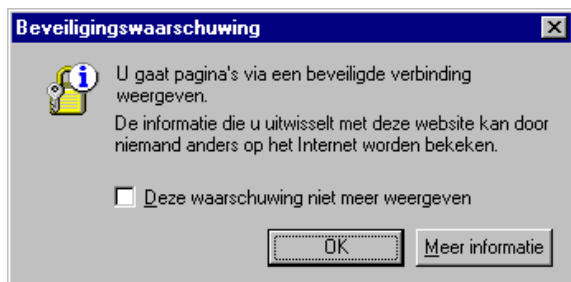 Beveiligingswaarschuwing
U gaat pagina's via een beveiligde verbinding
weergeven.
De informatie die u uitwisselt met deze website kan door
niemand anders op het Internet worden bekeken.
Deze waarschuwing niet meer weergeven
OK Meer informatie